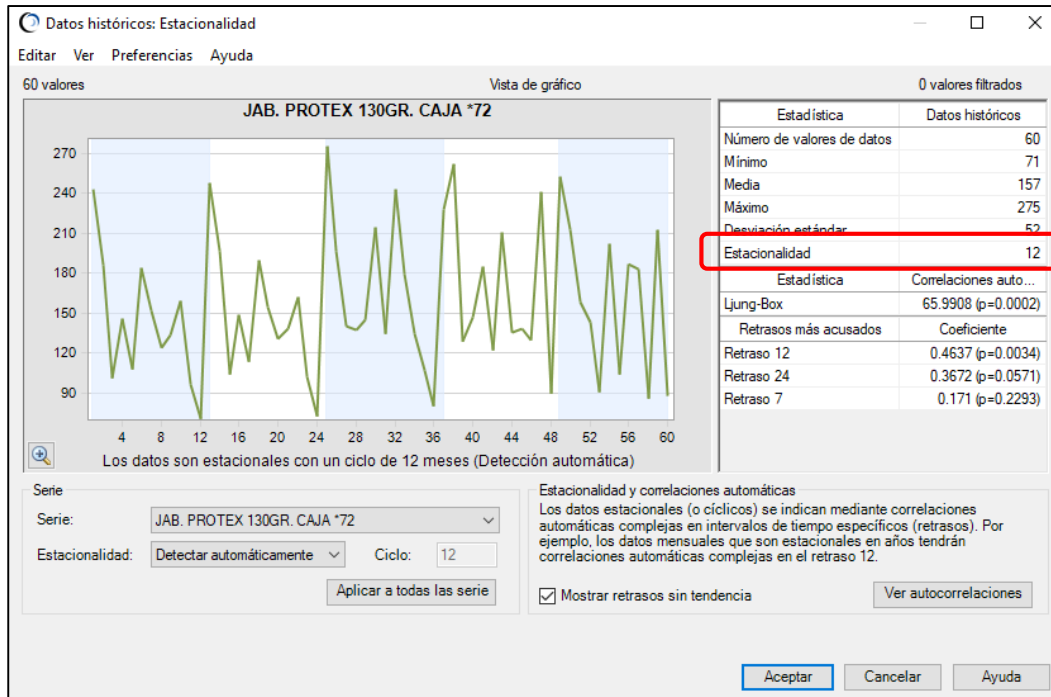 Datos históricos: Estacionalidad
Editar Ver Preferencias Ayuda
60 valores
Vista de gráfico
0 valores filtrados
JAB. PROTEX 130GR. CAJA *72
270
240
210
180
150
120
90
4 8 12 16 20 24 28 32 36 40 44 48 52 56 60
Los datos son estacionales con un ciclo de 12 meses (Detección automática)
Estadística Datos históricos
Número de valores de datos 60
Mínimo 71
Media 157
Máximo 275
Desviación estándar 52
Estacionalidad 12
Estadística Correlaciones auto...
Ljung-Box 65.9908 (p=0.0002)
Retrasos más acusados Coeficiente
Retraso 12 0.4637 (p=0.0034)
Retraso 24 0.3672 (p=0.0571)
Retraso 7 0.171 (p=0.2293)
Serie
Serie: JAB. PROTEX 130GR. CAJA *72
Estacionalidad: Detectar automáticamente Ciclo: 12
Aplicar a todas las serie
Estacionalidad y correlaciones automáticas
Los datos estacionales (o cíclicos) se indican mediante correlaciones
automáticas complejas en intervalos de tiempo específicos (retrasos). Por
ejemplo, los datos mensuales que son estacionales en años tendrán
correlaciones automáticas complejas en el retraso 12.
Mostrar retrasos sin tendencia
Ver autocorrelaciones
Aceptar Cancelar Ayuda